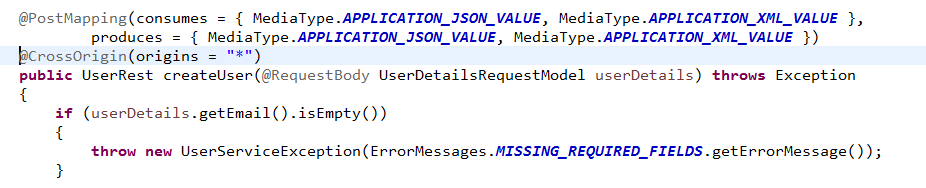 @PostMapping(consumes = { MediaType.APPLICATION_JSON_VALUE, MediaType.APPLICATION_XML_VALUE },
        produces = { MediaType.APPLICATION_JSON_VALUE, MediaType.APPLICATION_XML_VALUE })
@CrossOrigin(origins = "*")
public UserRest createUser(@RequestBody UserDetailsRequestModel userDetails) throws Exception
{
    if (userDetails.getEmail().isEmpty())
    {
        throw new UserServiceException(ErrorMessages.MISSING_REQUIRED_FIELDS.getErrorMessage());
    }